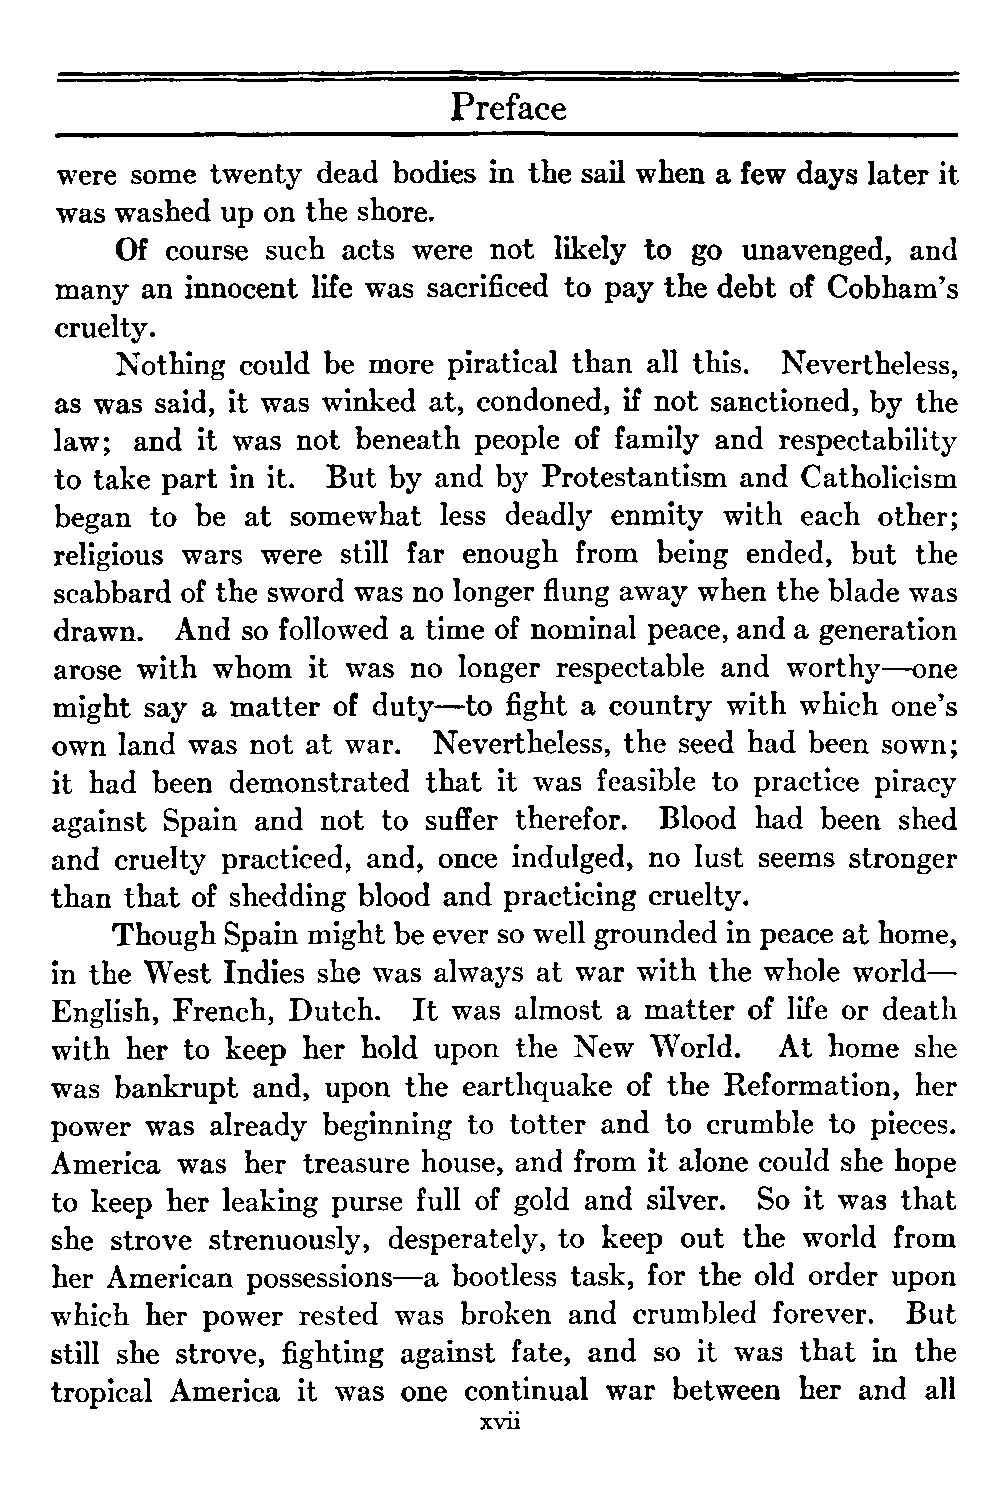 Preface
were some twenty dead bodies in the sail when a few days later it
was washed up on the shore.
Of course such acts were not likely to go unavenged, and
many an innocent life was sacrificed to pay the debt of Cobham's
cruelty.
Nothing could be more piratical than all this. Nevertheless,
as was said, it was winked at, condoned, if not sanctioned, by the
law; and it was not beneath people of family and respectability
to take part in it. But by and by Protestantism and Catholicism
began to be at somewhat less deadly enmity with each other;
religious wars were still far enough from being ended, but the
scabbard of the sword was no longer flung away when the blade was
drawn. And so followed a time of nominal peace, and a generation
arose with whom it was no longer respectable and worthy—one
might say a matter of duty—to fight a country with which one's
own land was not at war. Nevertheless, the seed had been sown;
it had been demonstrated that it was feasible to practice piracy
against Spain and not to suffer therefor. Blood had been shed
and cruelty practiced, and, once indulged, no lust seems stronger
than that of shedding blood and practicing cruelty.
Though Spain might be ever so well grounded in peace at home,
in the West Indies she was always at war with the whole world—
English, French, Dutch. It was almost a matter of life or death
with her to keep her hold upon the New World. At home she
was bankrupt and, upon the earthquake of the Reformation, her
power was already beginning to totter and to crumble to pieces.
America was her treasure house, and from it alone could she hope
to keep her leaking purse full of gold and silver. So it was that
she strove strenuously, desperately, to keep out the world from
her American possessions—a bootless task, for the old order upon
which her power rested was broken and crumbled forever. But
still she strove, fighting against fate, and so it was that in the
tropical America it was one continual war between her and all
xvii